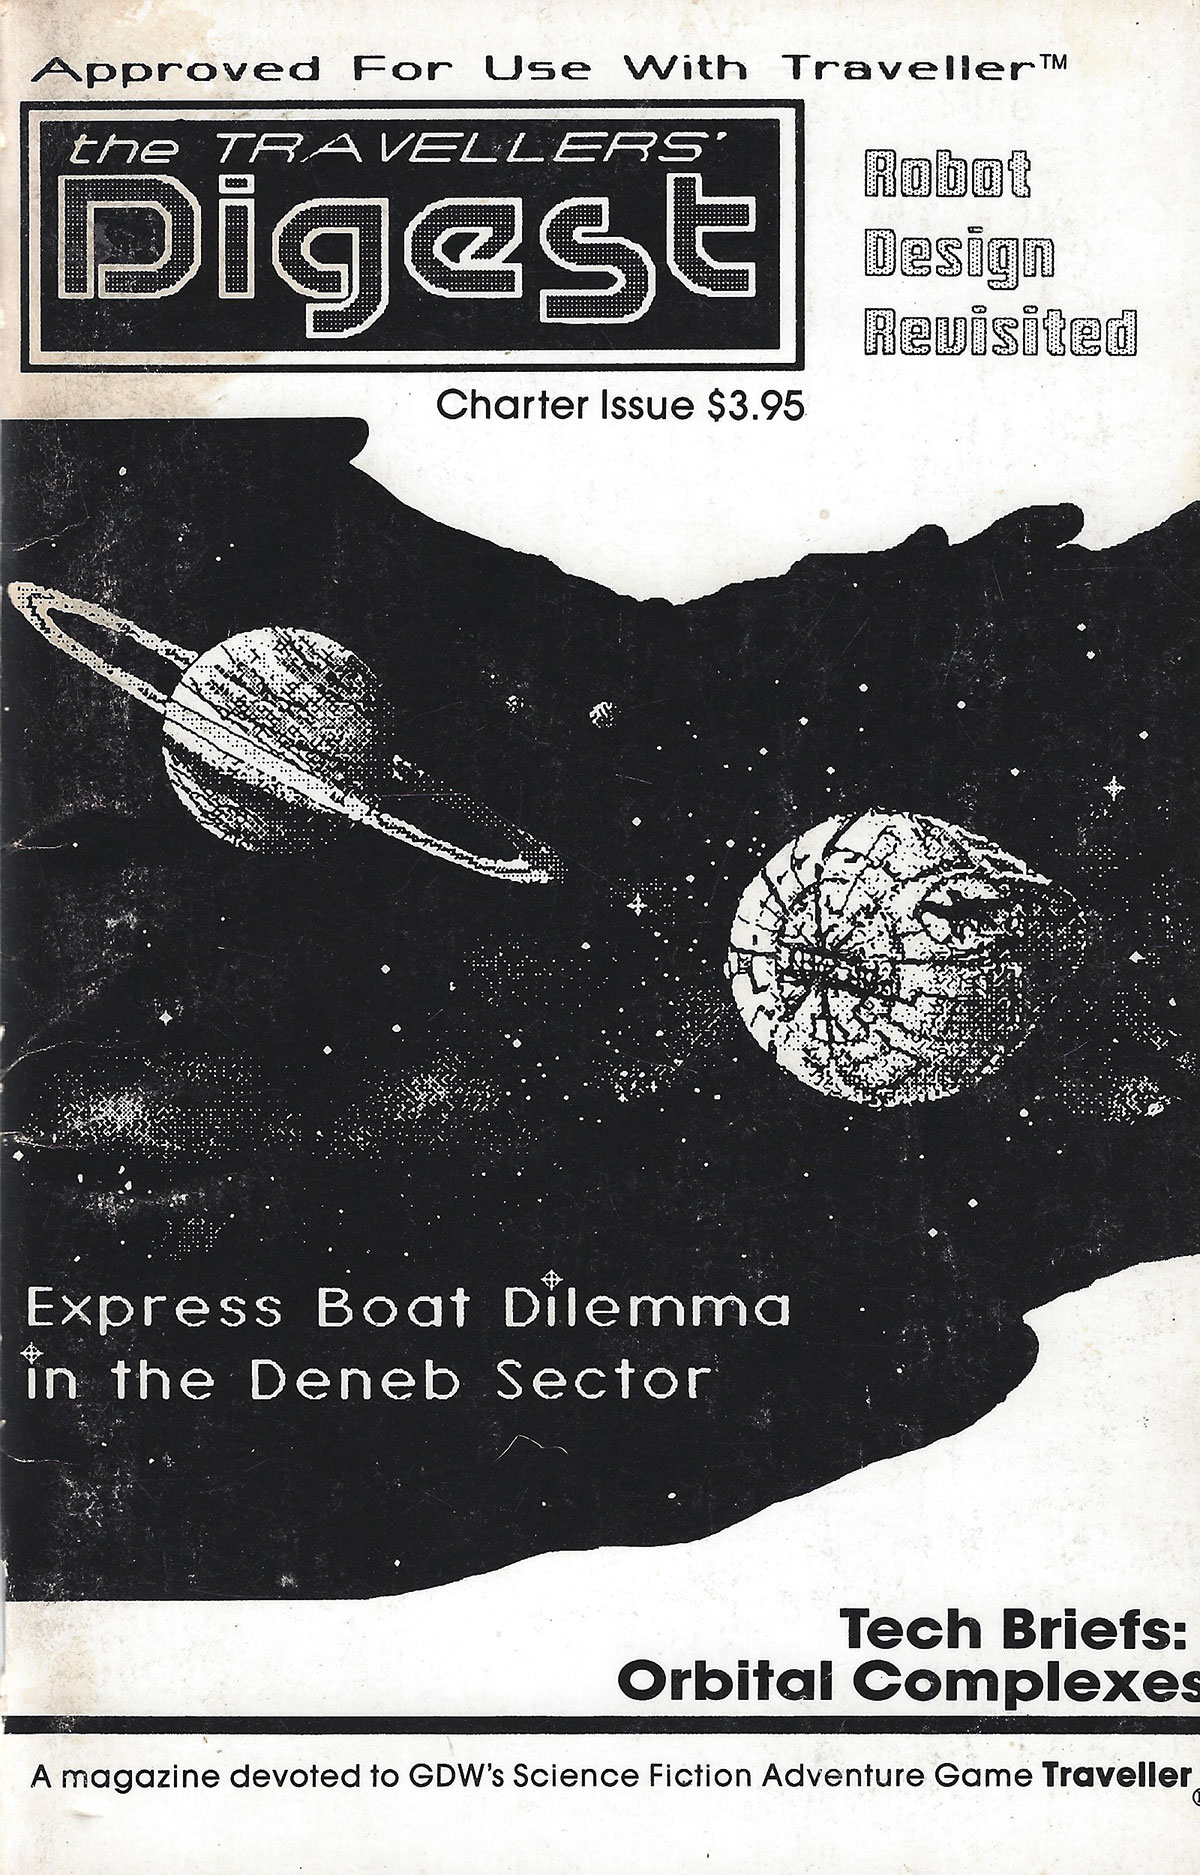 Approved For Use With Traveller™
the TRAVELLERS'
Digest
Robot
Design
Revisited
Charter Issue $3.95
Express Boat Dilemma
in the Deneb Sector
Tech Briefs:
Orbital Complexes
A magazine devoted to GDW's Science Fiction Adventure Game Traveller®